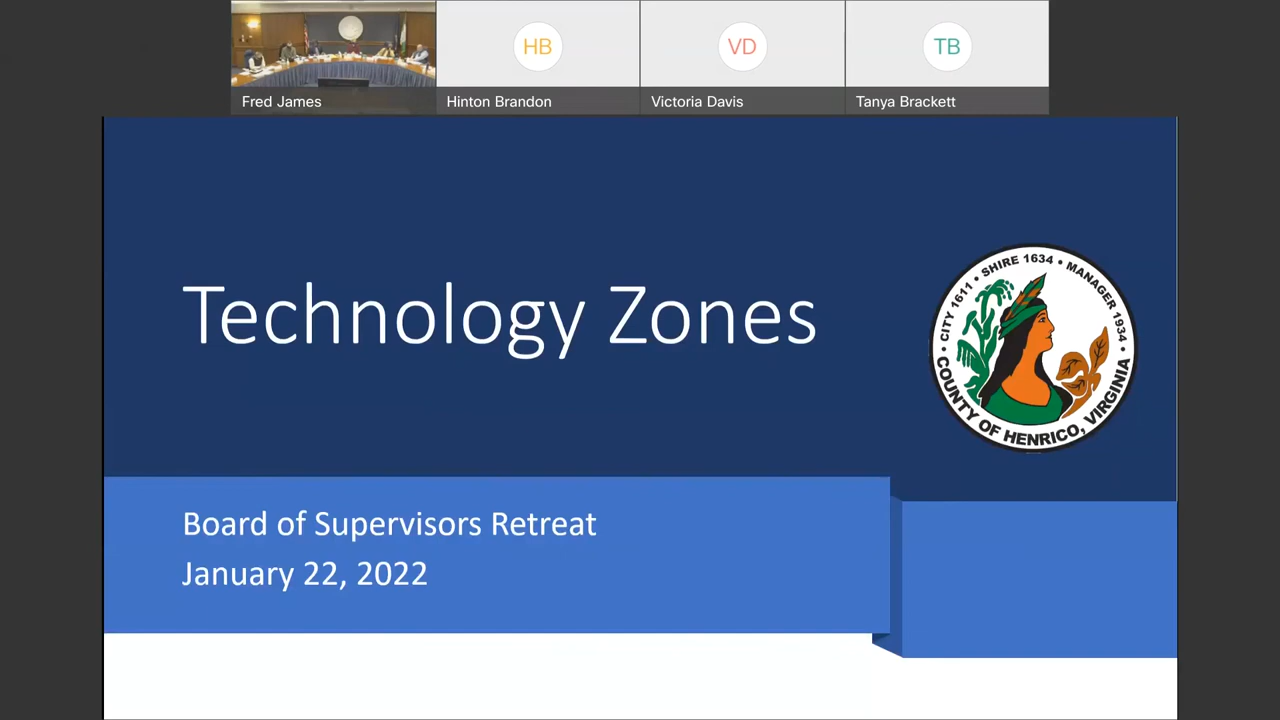 HB
VD
TB
Fred James
Hinton Brandon
Victoria Davis
Tanya Brackett
Technology Zones
• CITY 1611 • SHIRE 1634 • MANAGER 1934 •
COUNTY OF HENRICO, VIRGINIA
Board of Supervisors Retreat
January 22, 2022